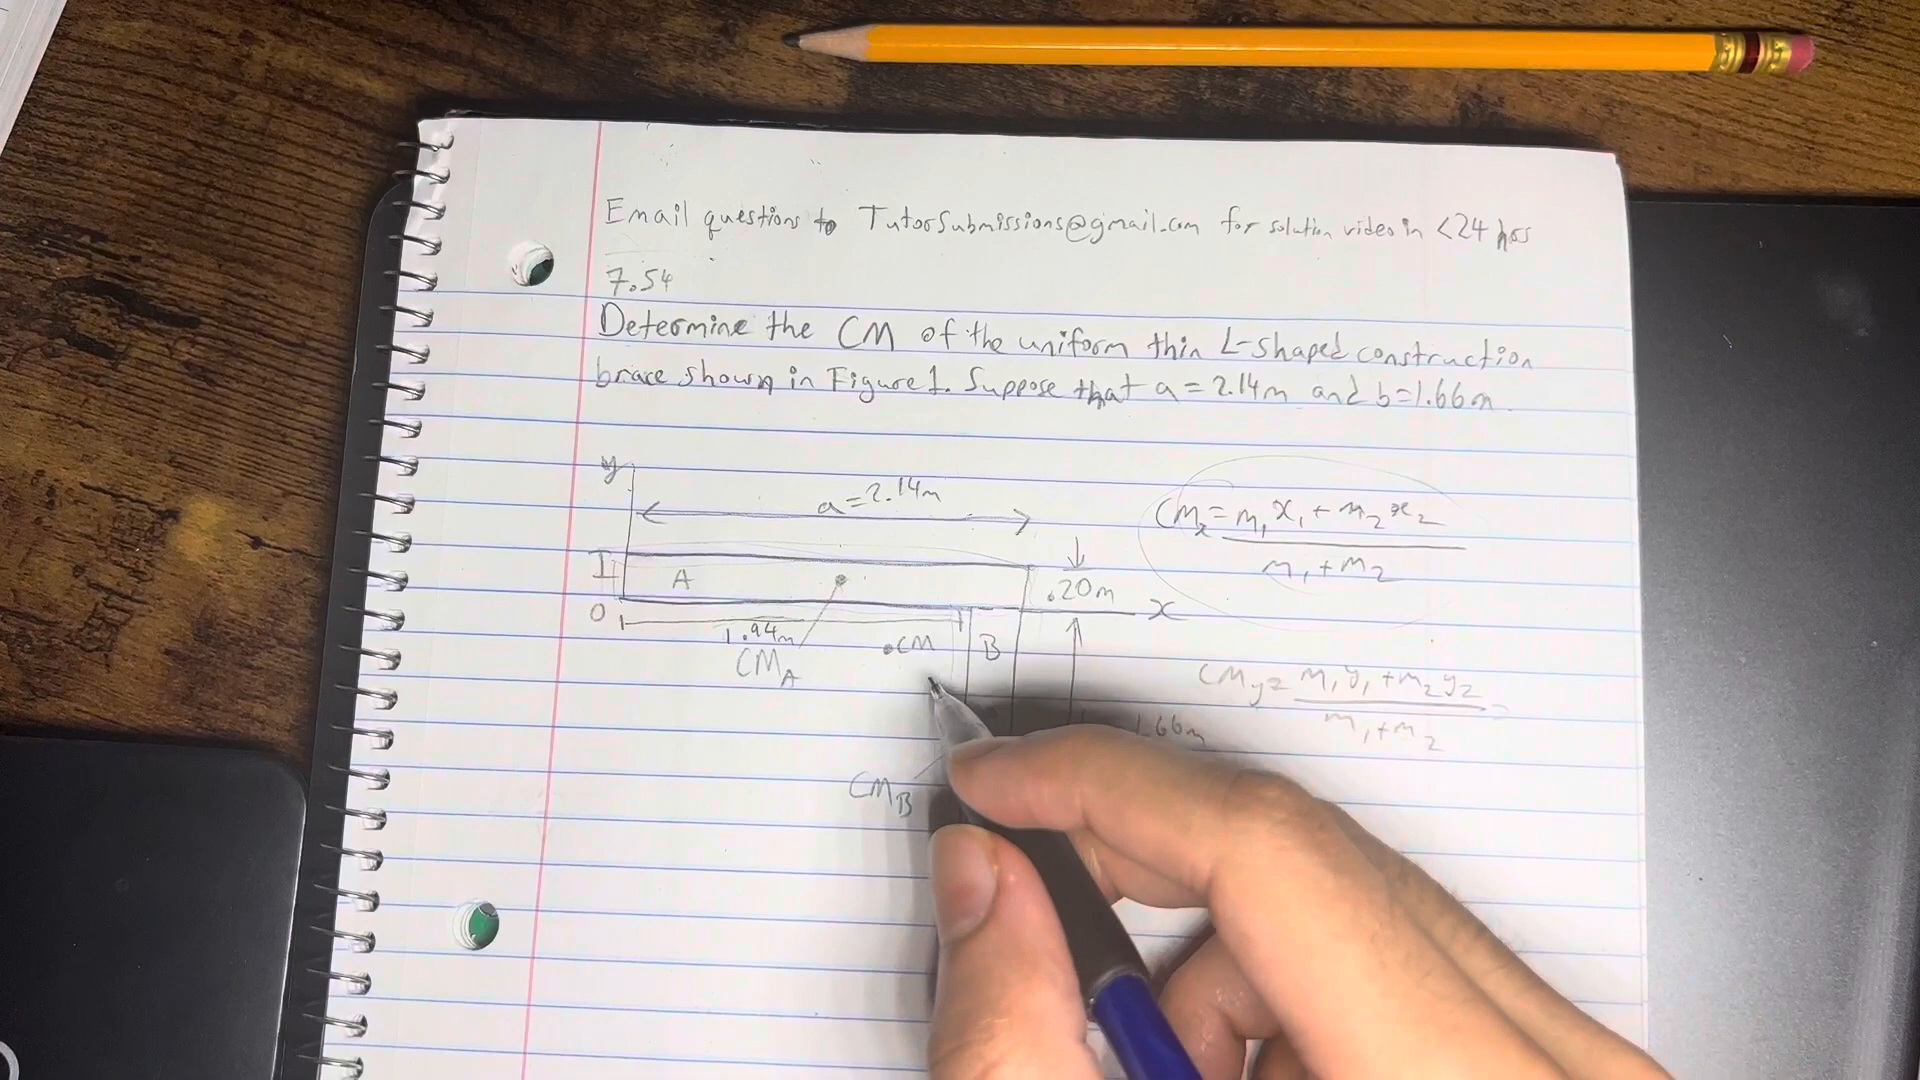 Email questions to TutorSubmissions@gmail.com for solution video in <24 hrs
7.54
Determine the CM of the uniform thin L-shaped construction
brace shown in Figure 1. Suppose that a = 2.14m and b=1.66m.
y
a=2.14m
CMx = m1x1 + m2x2
m1 + m2
A
.20m
x
O
1.94m
CM
B
CMA
CMy = m1y1 + m2y2
m1 + m2
1.66m
CMB